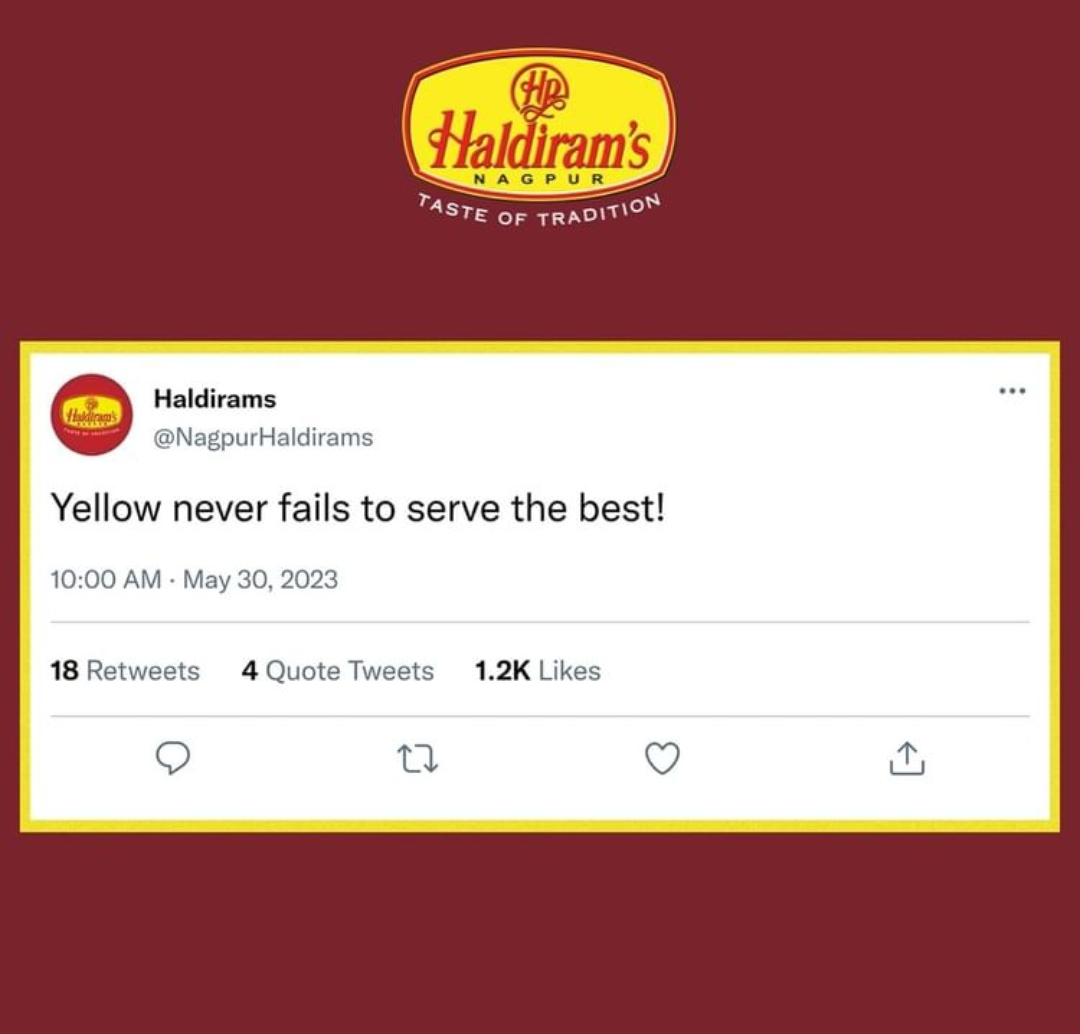 HR
Haldiram's
NAGPUR
TASTE OF TRADITION
Haldiram's
Haldirams
@NagpurHaldirams
Yellow never fails to serve the best!
10:00 AM · May 30, 2023
18 Retweets 4 Quote Tweets 1.2K Likes